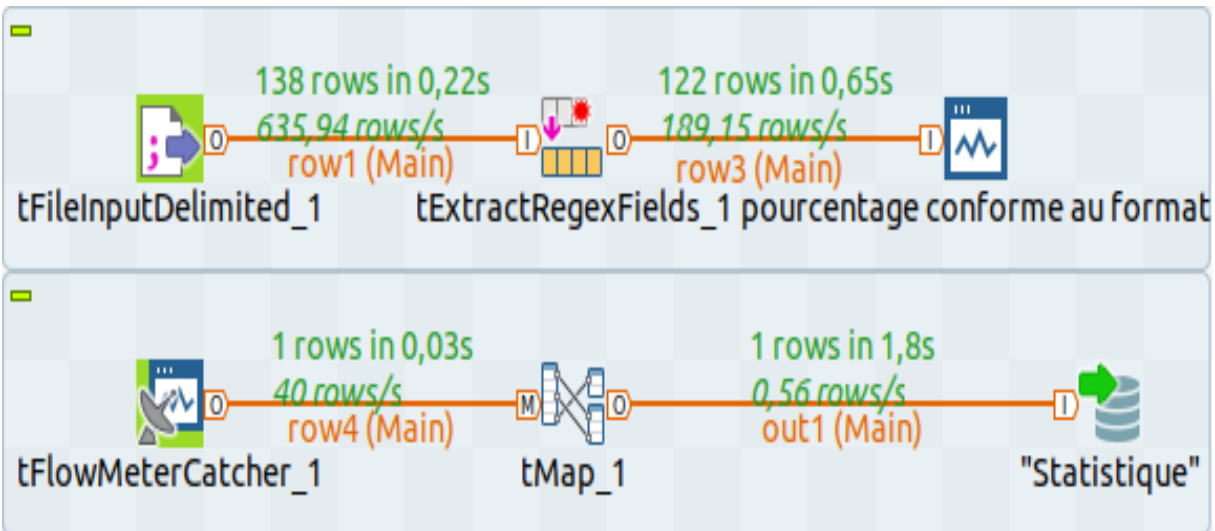 138 rows in 0,22s
122 rows in 0,65s
635,94 rows/s
189,15 rows/s
O
I
O
I
row1 (Main)
row3 (Main)
tFileInputDelimited_1
tExtractRegexFields_1
pourcentage conforme au format
1 rows in 0,03s
1 rows in 1,8s
40 rows/s
0,56 rows/s
O
M
O
I
row4 (Main)
out1 (Main)
tFlowMeterCatcher_1
tMap_1
"Statistique"